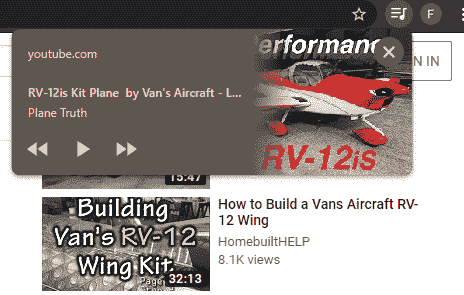 F
youtube.com
erformanc
RV-12is Kit Plane by Van's Aircraft - L...
Plane Truth
RV-12iS
N IN
15:47
Building
Van's RV-12
Wing Kit
32:13
How to Build a Vans Aircraft RV-
12 Wing
HomebuiltHELP
8.1K views